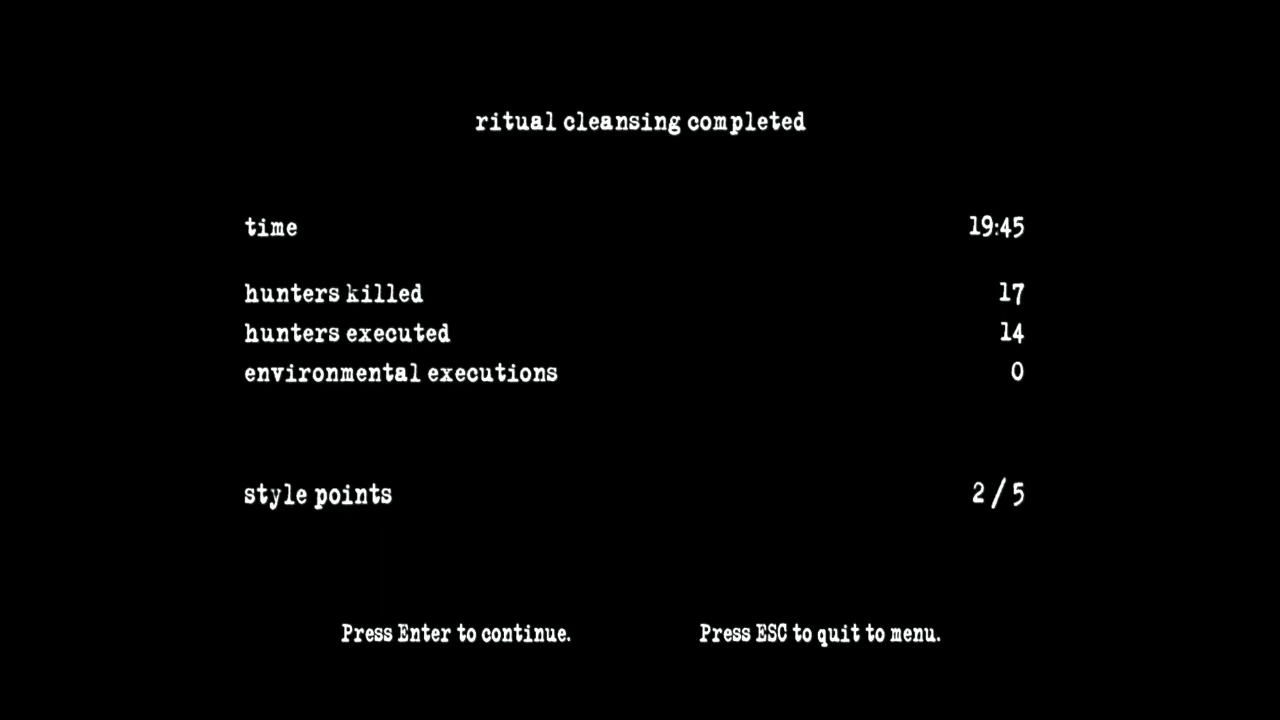 ritual cleansing completed
time 19:45
hunters killed 17
hunters executed 14
environmental executions 0
style points 2 / 5
Press Enter to continue. Press ESC to quit to menu.